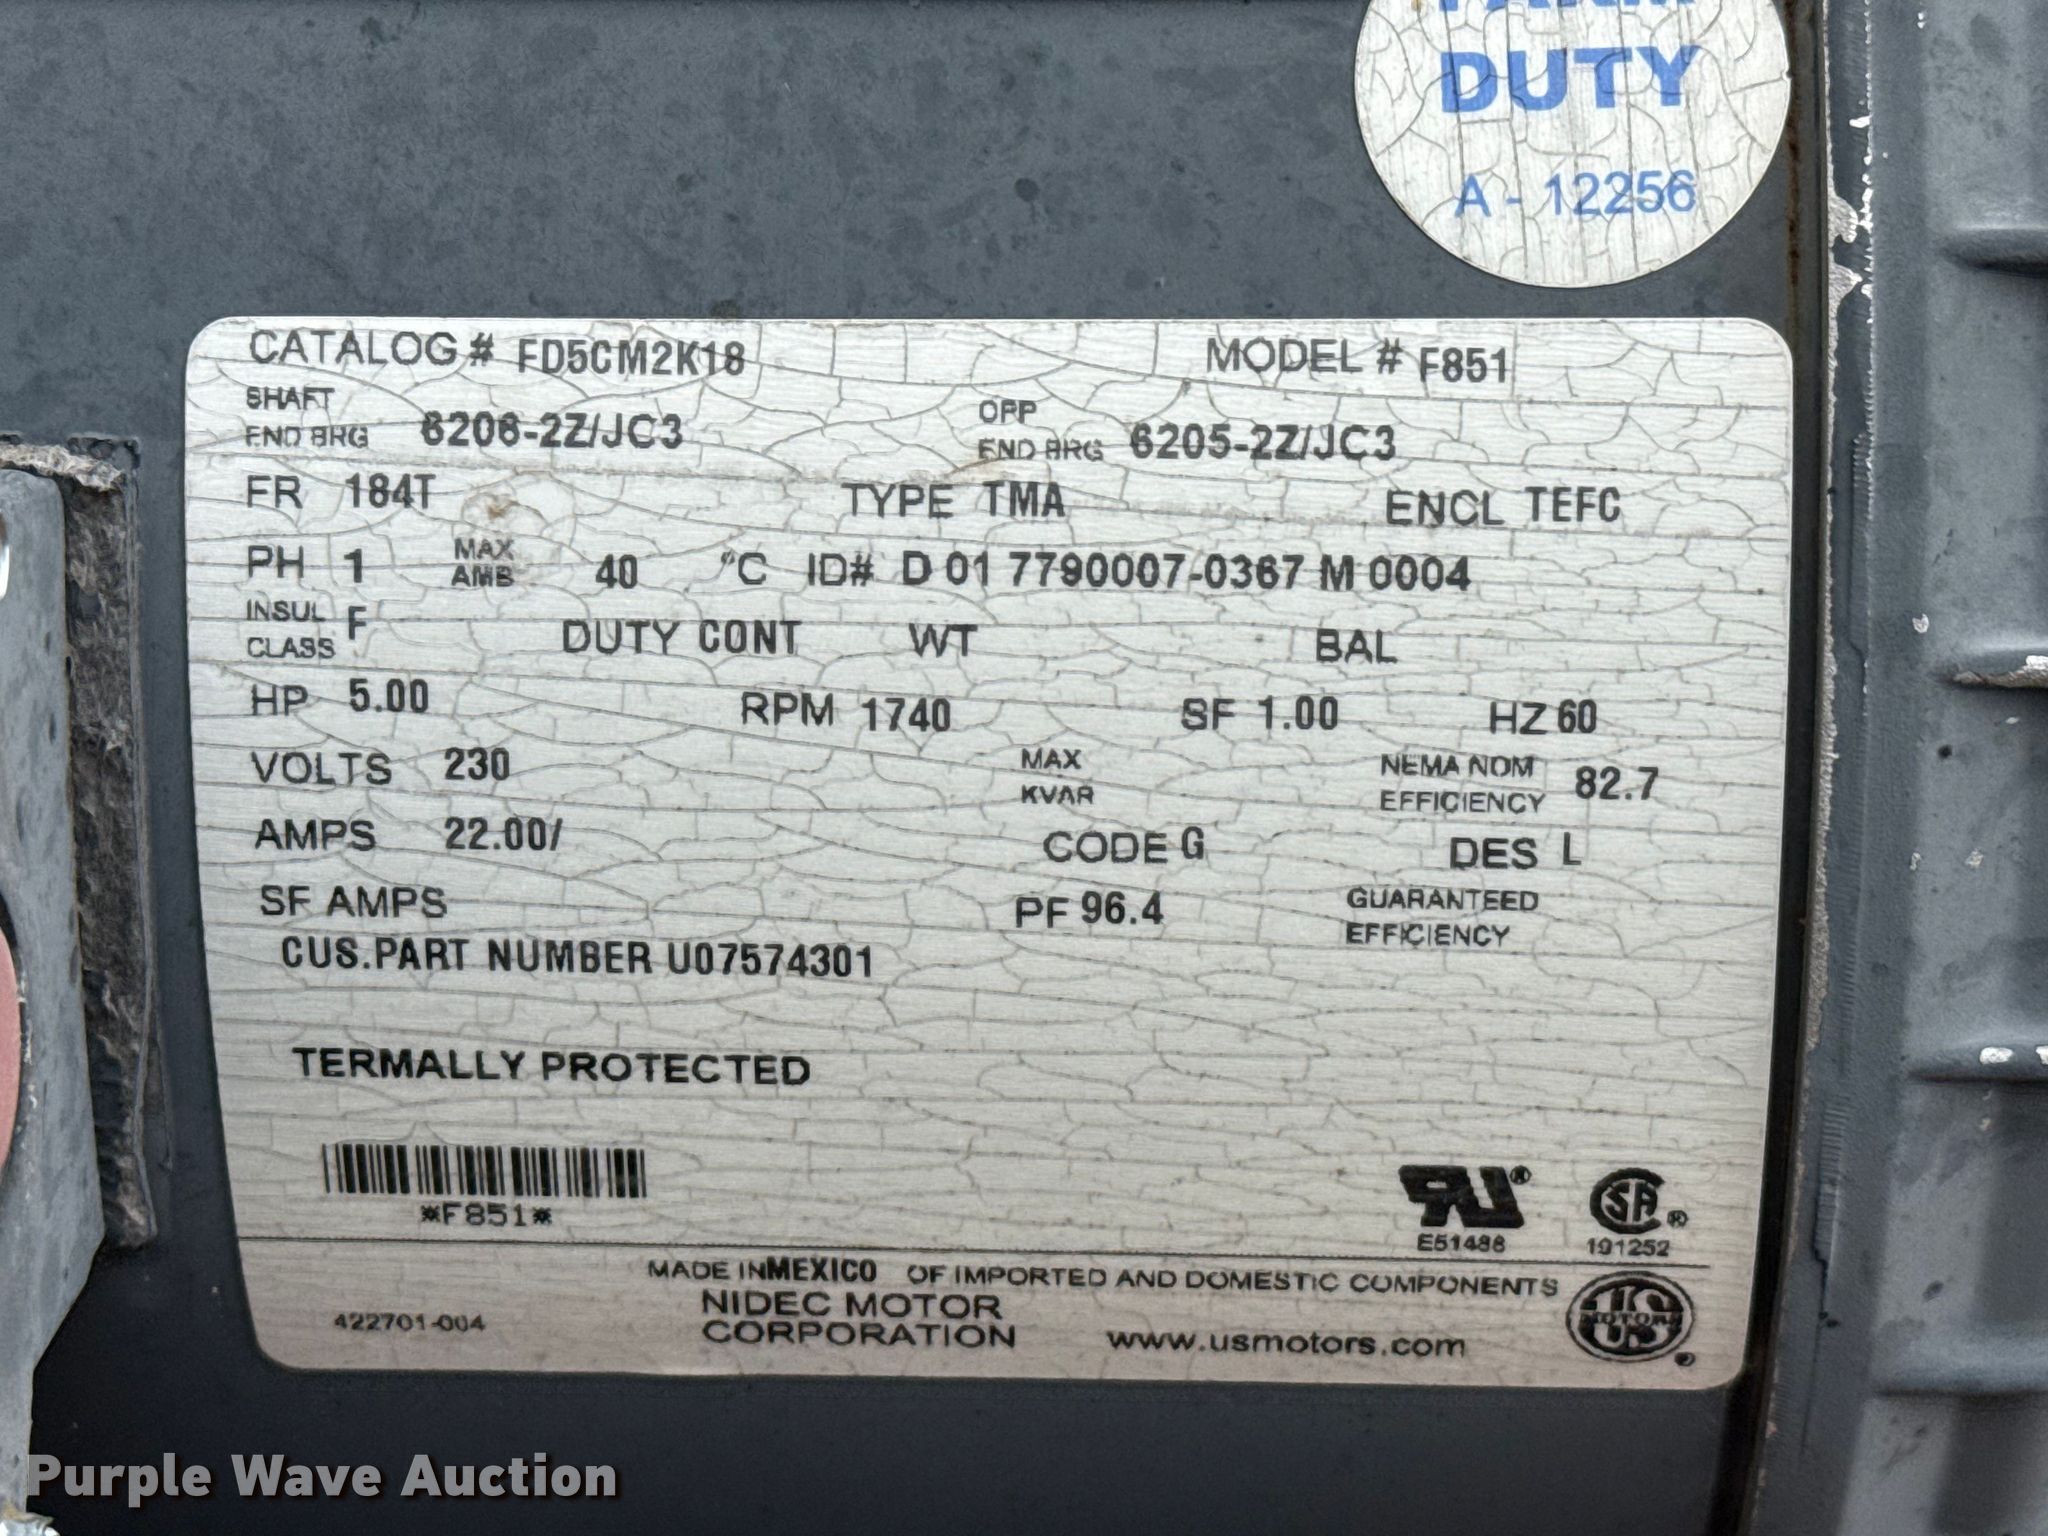 FARM
DUTY
A - 12256
CATALOG # FD5CM2K18 MODEL # F851
SHAFT END BRG 6206-2Z/JC3 OPP END BRG 6205-2Z/JC3
FR 184T TYPE TMA ENCL TEFC
PH 1 MAX AMB 40 °C ID# D 01 7790007-0367 M 0004
INSUL CLASS F DUTY CONT WT BAL
HP 5.00 RPM 1740 SF 1.00 HZ 60
VOLTS 230 MAX KVAR NEMA NOM EFFICIENCY 82.7
AMPS 22.00/ CODE G DES L
SF AMPS PF 96.4 GUARANTEED EFFICIENCY
CUS.PART NUMBER U07574301
TERMALLY PROTECTED
*F851*
E51488
191252
MADE IN MEXICO OF IMPORTED AND DOMESTIC COMPONENTS
422701-004 NIDEC MOTOR
CORPORATION www.usmotors.com
US MOTORS
Purple Wave Auction